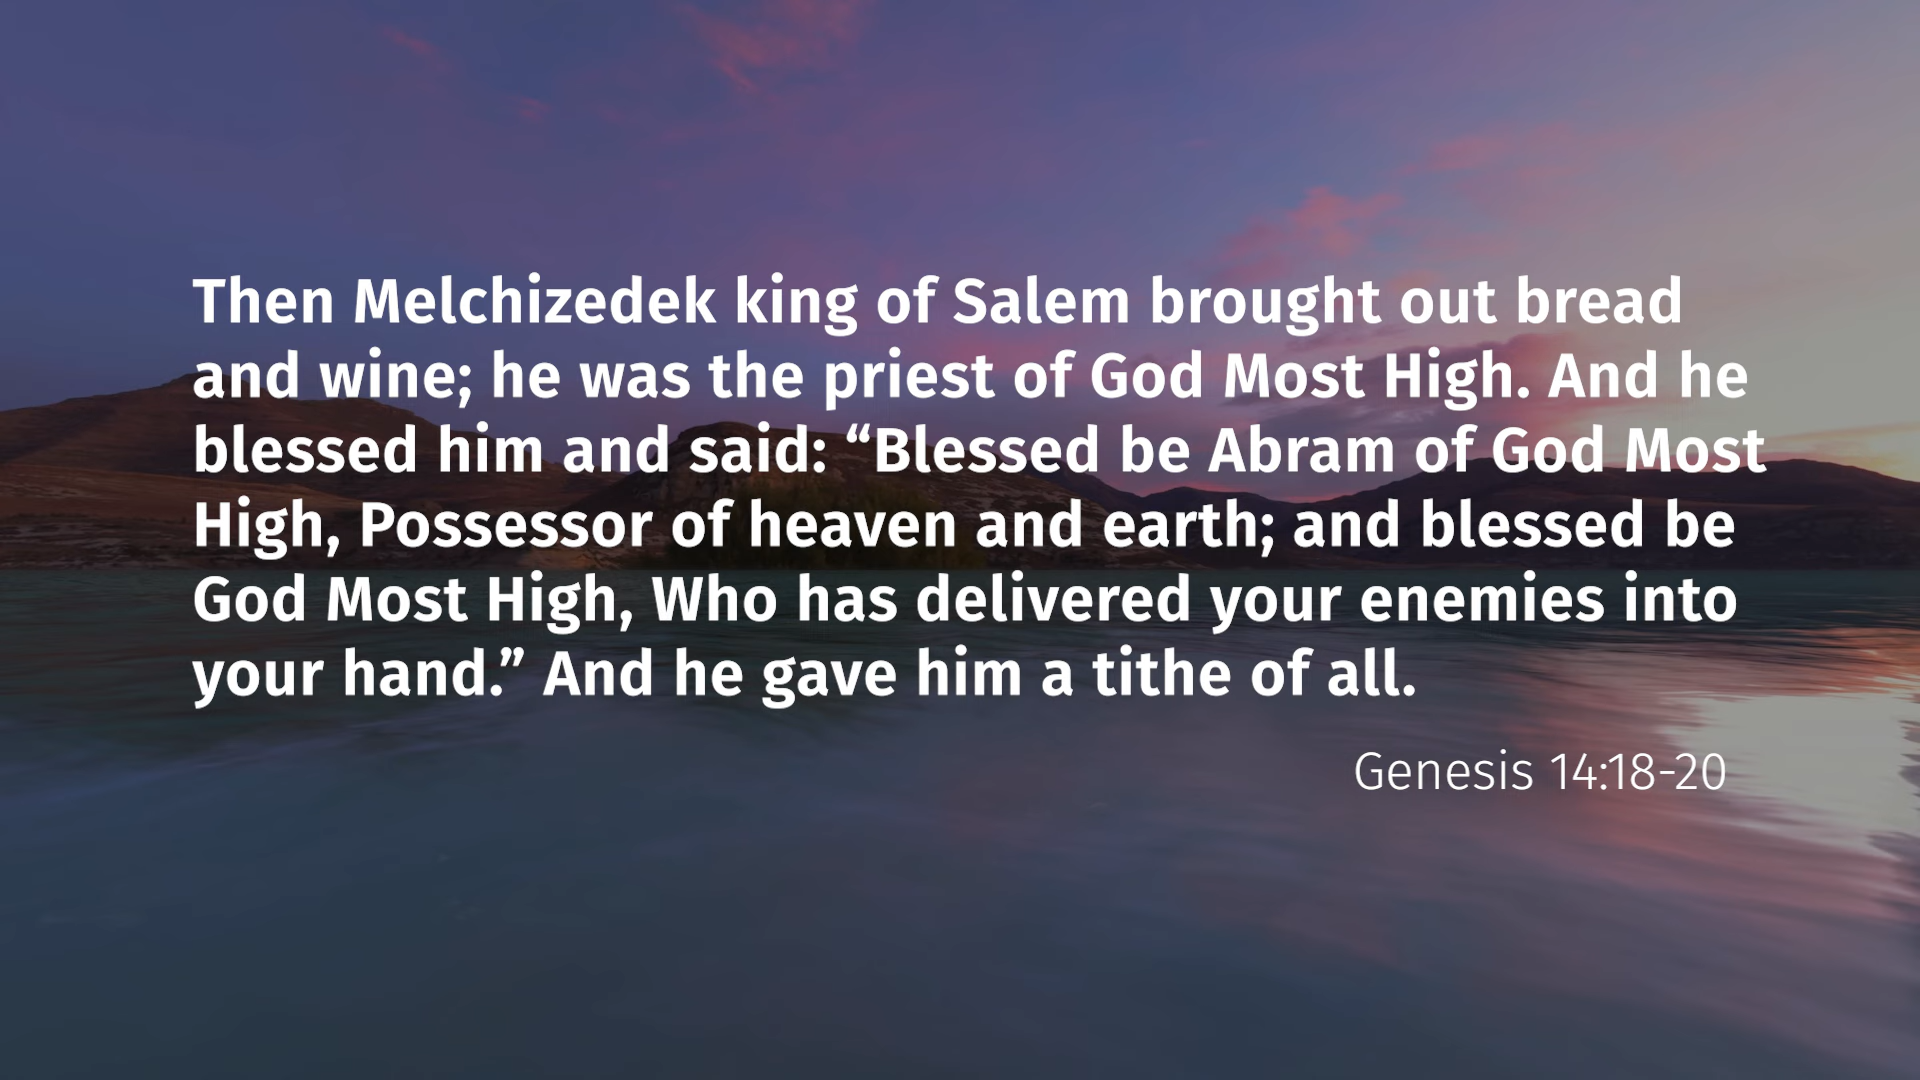 Then Melchizedek king of Salem brought out bread
and wine; he was the priest of God Most High. And he
blessed him and said: “Blessed be Abram of God Most
High, Possessor of heaven and earth; and blessed be
God Most High, Who has delivered your enemies into
your hand.” And he gave him a tithe of all.
Genesis 14:18-20